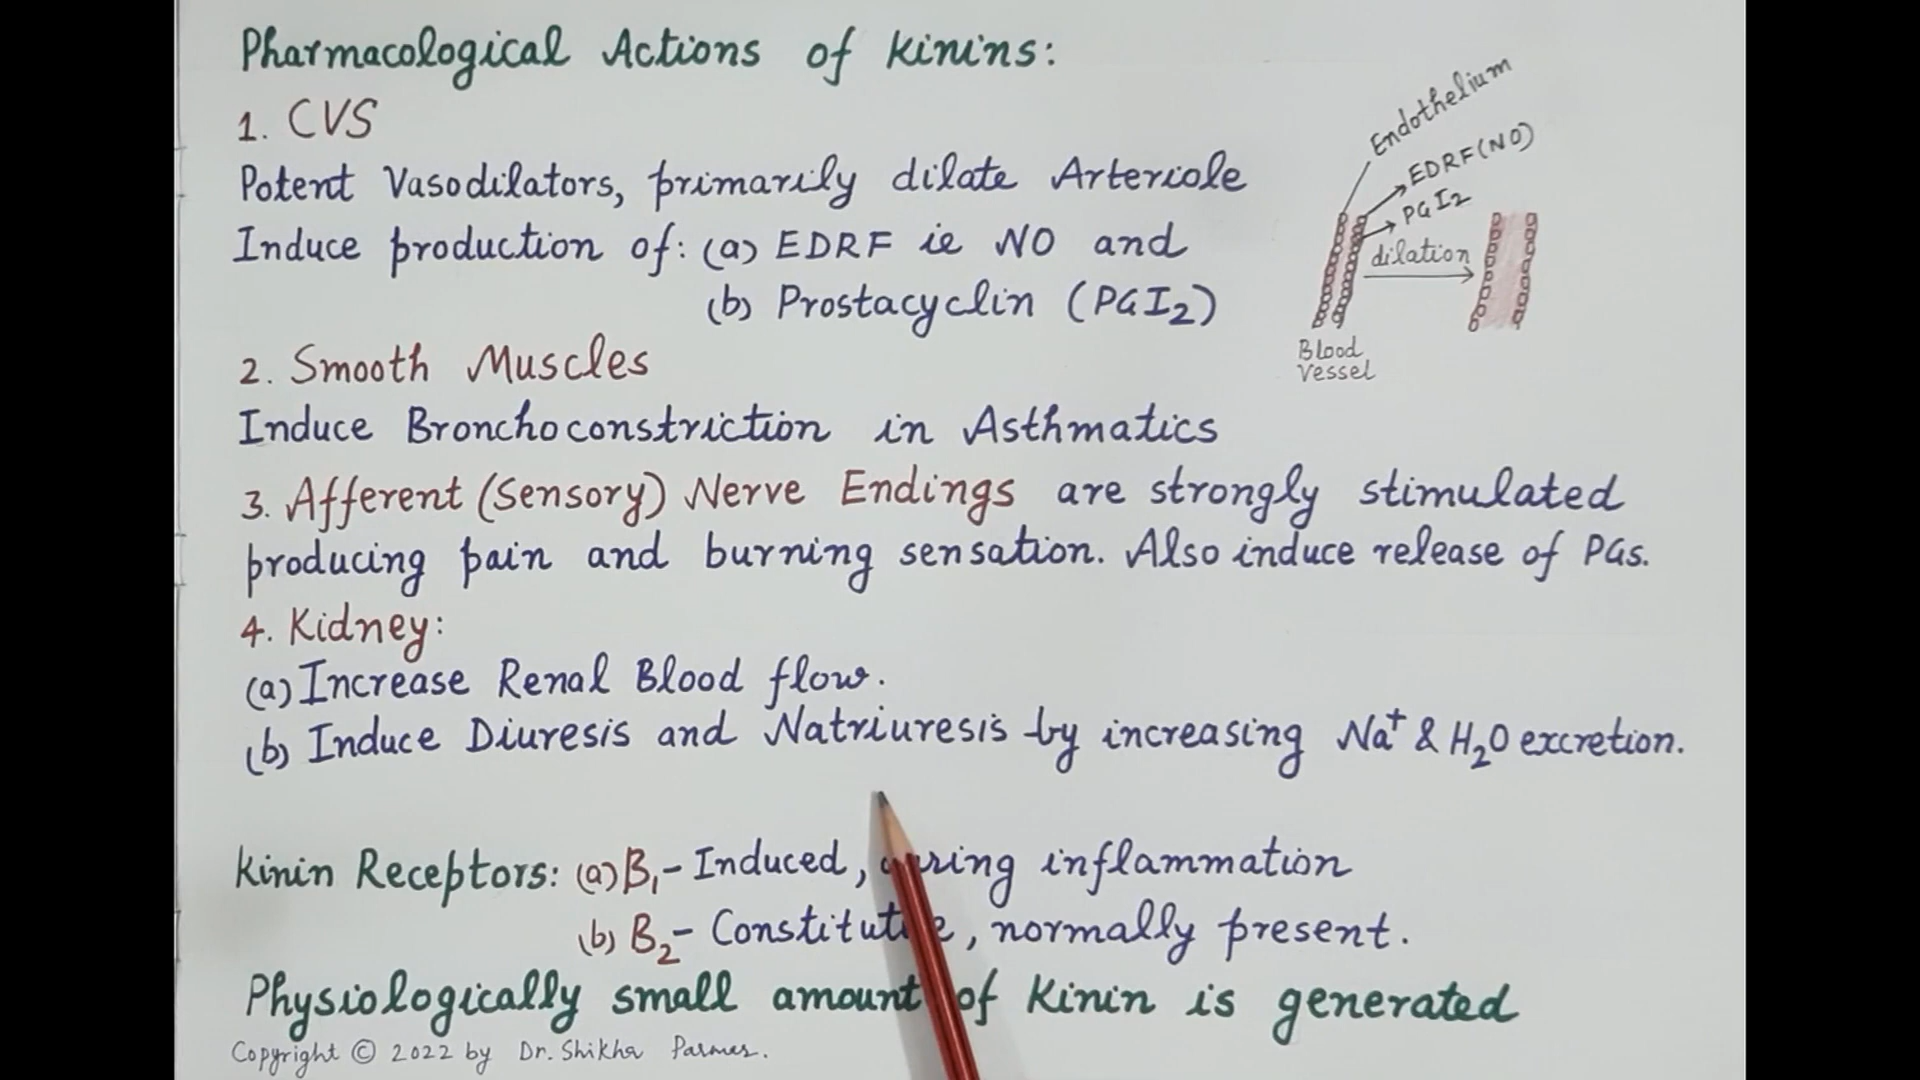 Pharmacological Actions of Kinins:
1. CVS
Potent Vasodilators, primarily dilate Arteriole
Induce production of: (a) EDRF ie NO and
(b) Prostacyclin (PGI2)
Endothelium
EDRF(NO)
PGI2
dilation
Blood
Vessel
2. Smooth Muscles
Induce Bronchoconstriction in Asthmatics
3. Afferent (Sensory) Nerve Endings are strongly stimulated
producing pain and burning sensation. Also induce release of PGs.
4. Kidney:
(a) Increase Renal Blood flow.
(b) Induce Diuresis and Natriuresis by increasing Na+ & H2O excretion.
Kinin Receptors: (a) B1 - Induced, during inflammation
(b) B2 - Constitutive, normally present.
Physiologically small amount of Kinin is generated
Copyright © 2022 by Dr. Shikha Parmar.